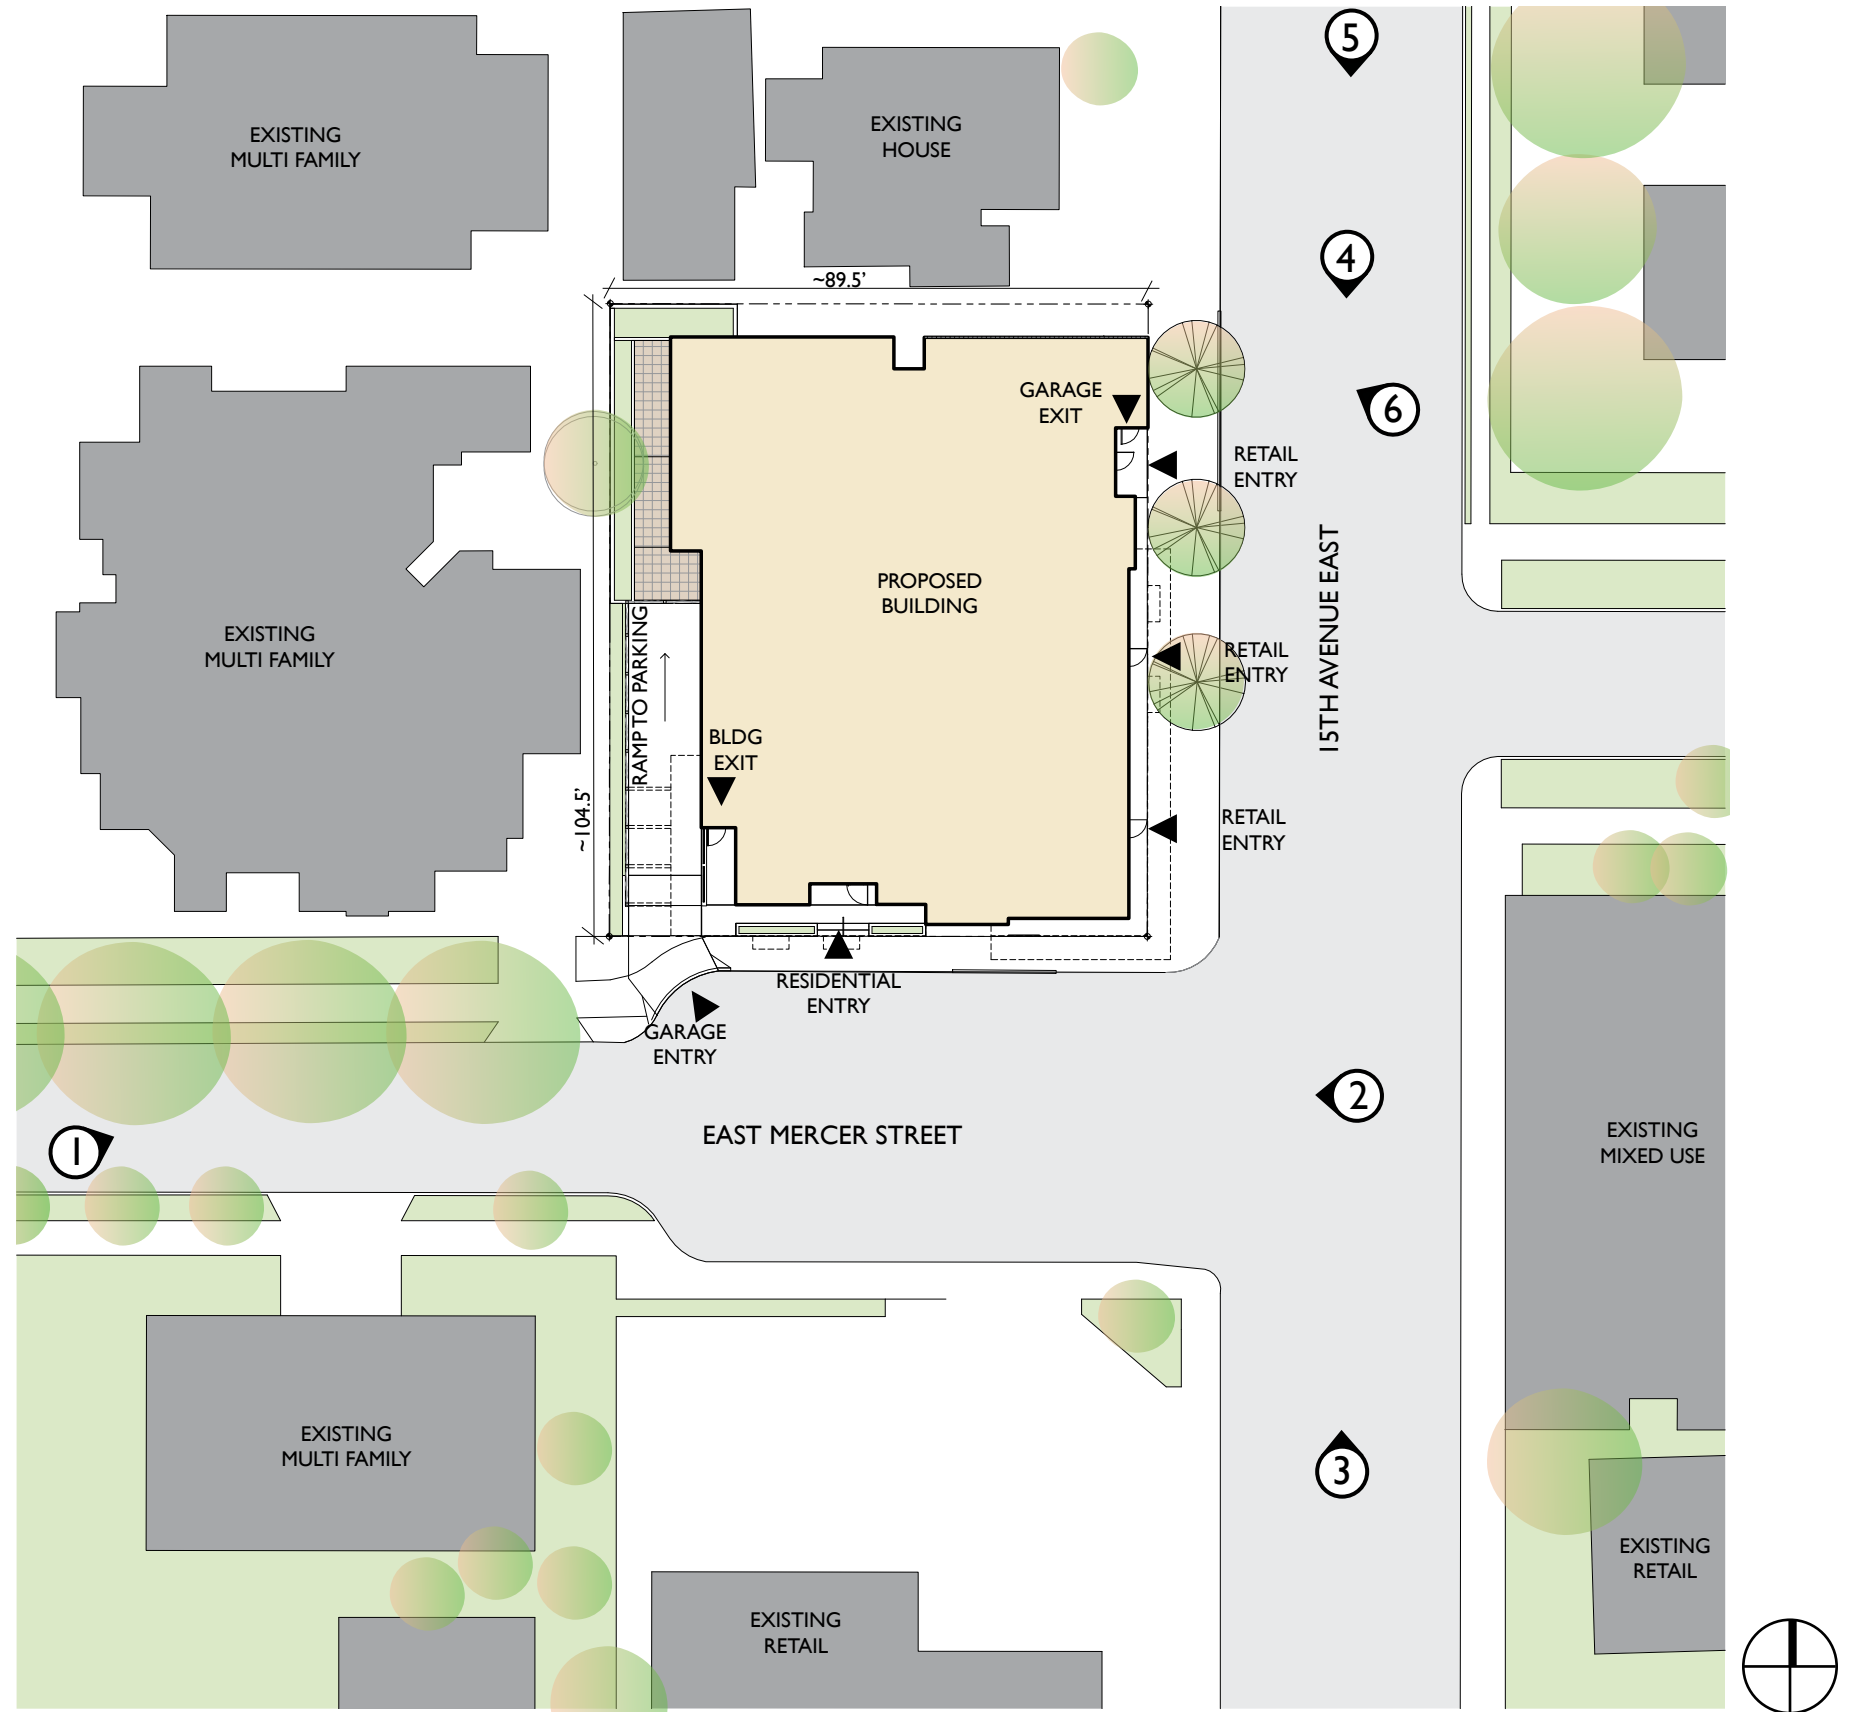 5
EXISTING
MULTI FAMILY
EXISTING
HOUSE
4
~89.5'
GARAGE
EXIT
6
RETAIL
ENTRY
PROPOSED
BUILDING
15TH AVENUE EAST
EXISTING
MULTI FAMILY
RAMP TO PARKING
RETAIL
ENTRY
BLDG
EXIT
~104.5'
RETAIL
ENTRY
RESIDENTIAL
ENTRY
GARAGE
ENTRY
2
EAST MERCER STREET
1
EXISTING
MIXED USE
EXISTING
MULTI FAMILY
3
EXISTING
RETAIL
EXISTING
RETAIL